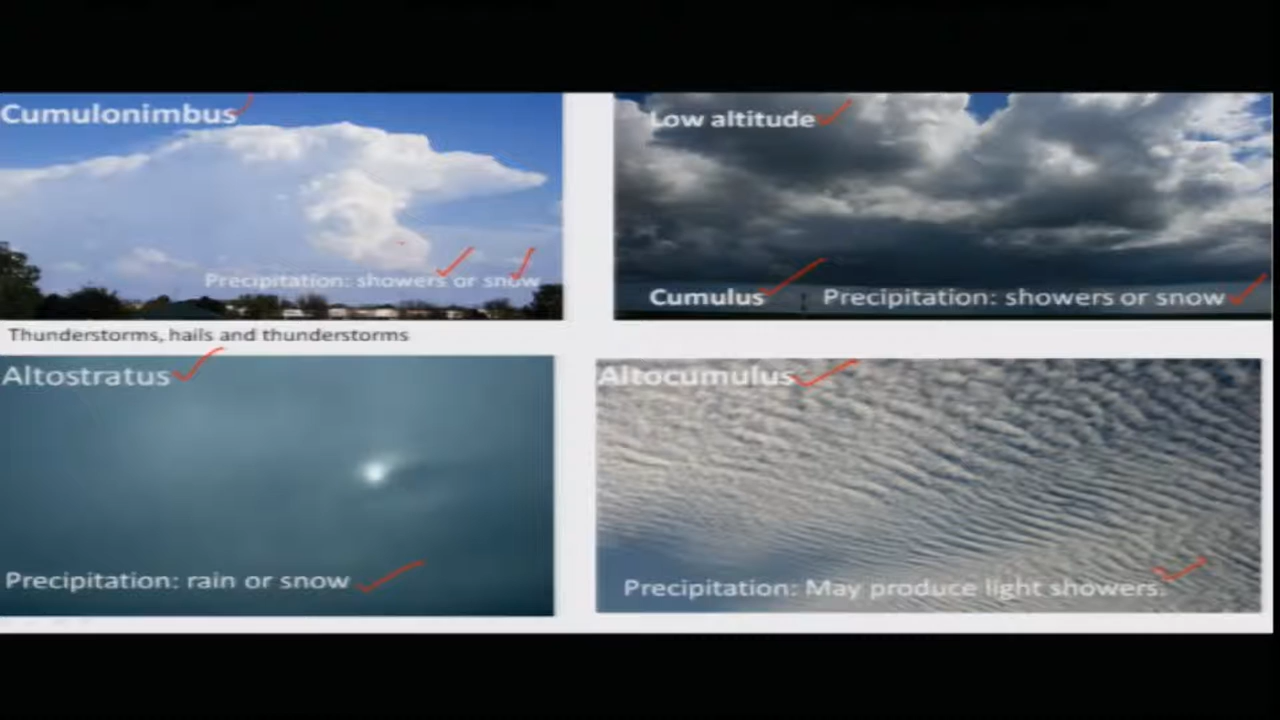 Cumulonimbus
Precipitation: showers or snow
Thunderstorms, hails and thunderstorms
Low altitude
Cumulus
Precipitation: showers or snow
Altostratus
Precipitation: rain or snow
Altocumulus
Precipitation: May produce light showers.